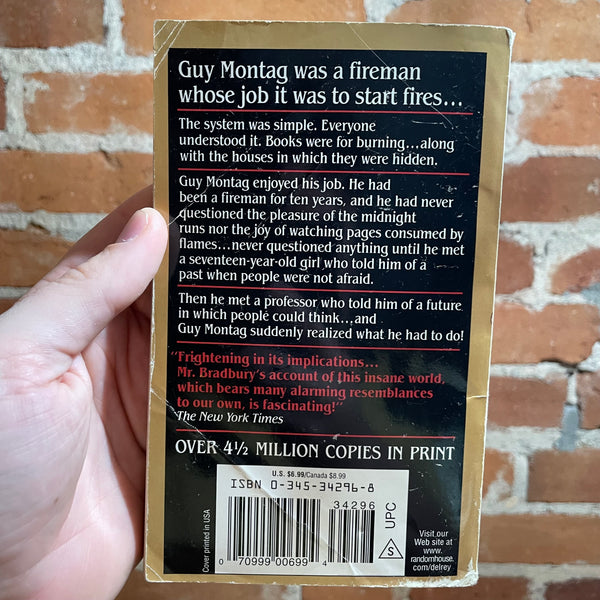 Guy Montag was a fireman
whose job it was to start fires...
The system was simple. Everyone
understood it. Books were for burning...along
with the houses in which they were hidden.
Guy Montag enjoyed his job. He had
been a fireman for ten years, and he had never
questioned the pleasure of the midnight
runs nor the joy of watching pages consumed by
flames...never questioned anything until he met
a seventeen-year-old girl who told him of a
past when people were not afraid.
Then he met a professor who told him of a future
in which people could think...and
Guy Montag suddenly realized what he had to do!
"Frightening in its implications...
Mr. Bradbury's account of this insane world,
which bears many alarming resemblances
to our own, is fascinating!"
The New York Times
OVER 4½ MILLION COPIES IN PRINT
U.S. $6.99/Canada $8.99
ISBN 0-345-34296-8
34296
0 70999 00699 4
S
UPC
Cover printed in USA
Visit our
Web site at
www.
randomhouse.
com/delrey